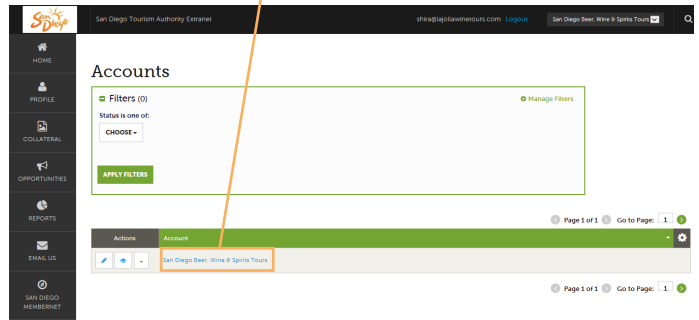 San Diego
San Diego Tourism Authority Extranet
shira@lajollawinetours.com Logout
San Diego Beer, Wine & Spirits Tours
HOME
PROFILE
COLLATERAL
OPPORTUNITIES
REPORTS
EMAIL US
SAN DIEGO
MEMBERNET
Accounts
Filters (0)
Manage Filters
Status is one of:
CHOOSE
APPLY FILTERS
Page 1 of 1 Go to Page: 1
Actions Account
San Diego Beer, Wine & Spirits Tours
Page 1 of 1 Go to Page: 1